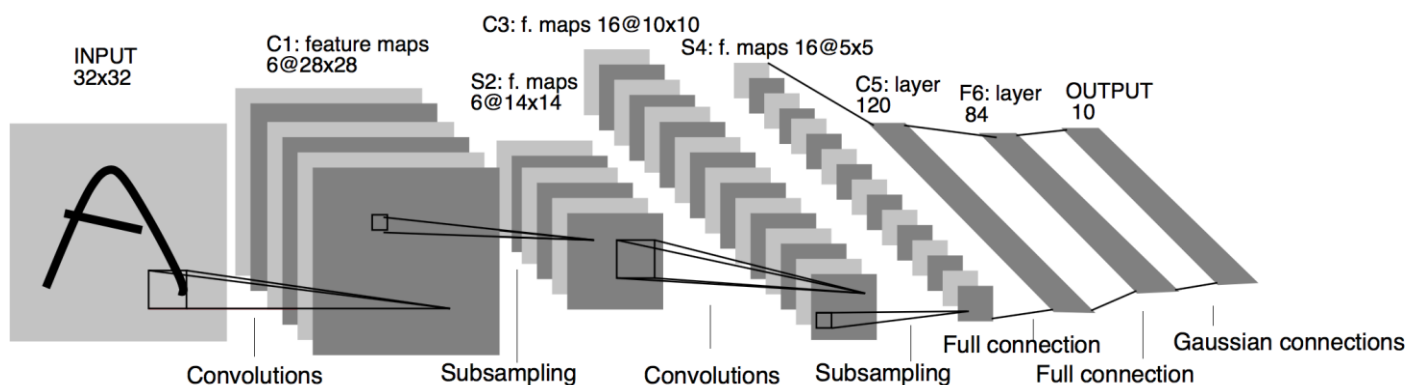 INPUT
32x32
C1: feature maps
6@28x28
S2: f. maps
6@14x14
C3: f. maps 16@10x10
S4: f. maps 16@5x5
C5: layer
120
F6: layer
84
OUTPUT
10
Convolutions
Subsampling
Convolutions
Subsampling
Full connection
Full connection
Gaussian connections